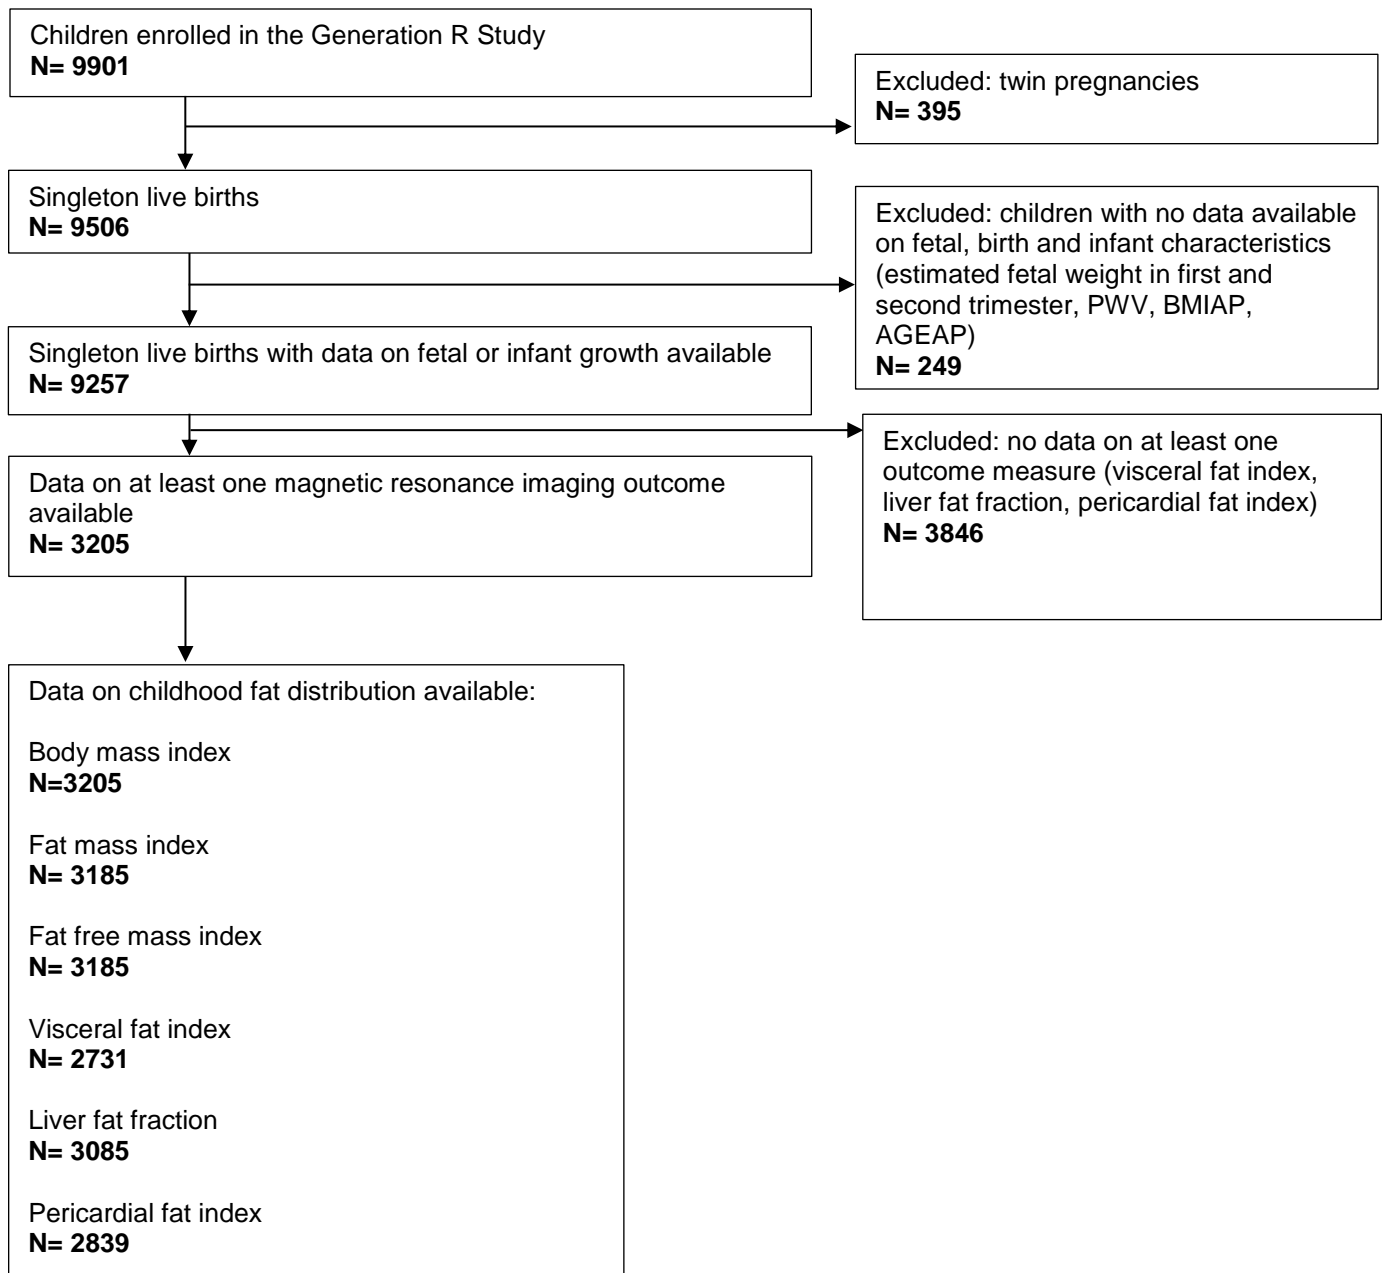 Children enrolled in the Generation R Study
N= 9901
Excluded: twin pregnancies
N= 395
Singleton live births
N= 9506
Excluded: children with no data available
on fetal, birth and infant characteristics
(estimated fetal weight in first and
second trimester, PWV, BMIAP,
AGEAP)
N= 249
Singleton live births with data on fetal or infant growth available
N= 9257
Excluded: no data on at least one
outcome measure (visceral fat index,
liver fat fraction, pericardial fat index)
N= 3846
Data on at least one magnetic resonance imaging outcome
available
N= 3205
Data on childhood fat distribution available:
Body mass index
N=3205
Fat mass index
N= 3185
Fat free mass index
N= 3185
Visceral fat index
N= 2731
Liver fat fraction
N= 3085
Pericardial fat index
N= 2839